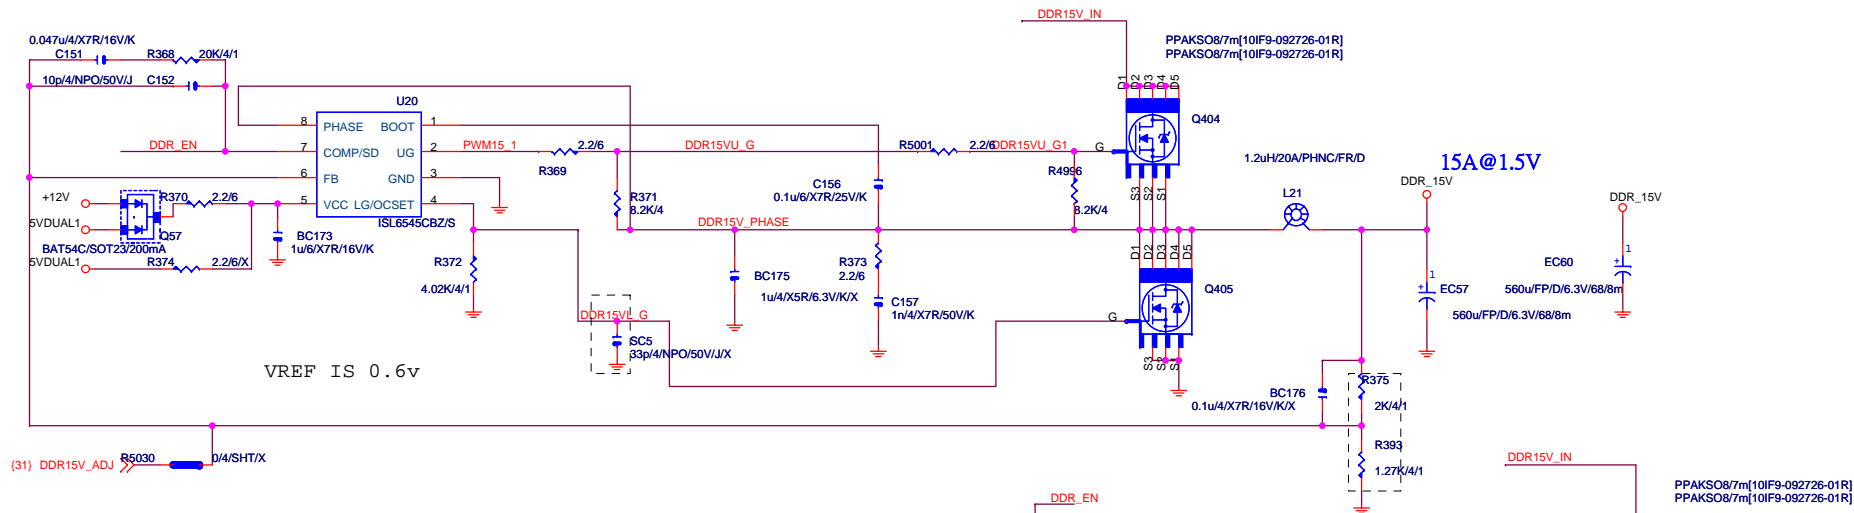 DDR15V_IN
0.047u/4/X7R/16V/K
C151
R368
20K/4/1
PPAKSO8/7m[10IF9-092726-01R]
PPAKSO8/7m[10IF9-092726-01R]
10p/4/NPO/50V/J
C152
D1
D2
D3
D4
D5
U20
Q404
8
PHASE
BOOT
1
DDR_EN
7
COMP/SD
UG
2
PWM15_1
2.2/6
R369
DDR15VU_G
R5001
2.2/6
DDR15VU_G1
G
1.2uH/20A/PHNC/FR/D
15A@1.5V
6
FB
GND
3
DDR_15V
DDR_15V
+12V
R370
2.2/6
5
VCC
LG/OCSET
4
ISL6545CBZ/S
R371
8.2K/4
C156
0.1u/6/X7R/25V/K
R4996
8.2K/4
S3
S2
S1
L21
5VDUAL1
Q57
BAT54C/SOT23/200mA
BC173
1u/6/X7R/16V/K
DDR15V_PHASE
5VDUAL1
R374
2.2/6/X
R372
4.02K/4/1
BC175
1u/4/X5R/6.3V/K/X
R373
2.2/6
C157
1n/4/X7R/50V/K
D1
D2
D3
D4
D5
Q405
1
+
EC57
560u/FP/D/6.3V/68/8m
1
+
EC60
560u/FP/D/6.3V/68/8m
DDR15VL_G
G
SC5
33p/4/NPO/50V/J/X
S3
S2
S1
VREF IS 0.6v
BC176
0.1u/4/X7R/16V/K/X
R375
2K/4/1
R393
1.27K/4/1
{31} DDR15V_ADJ
R5030
0/4/SHT/X
DDR15V_IN
DDR_EN
PPAKSO8/7m[10IF9-092726-01R]
PPAKSO8/7m[10IF9-092726-01R]